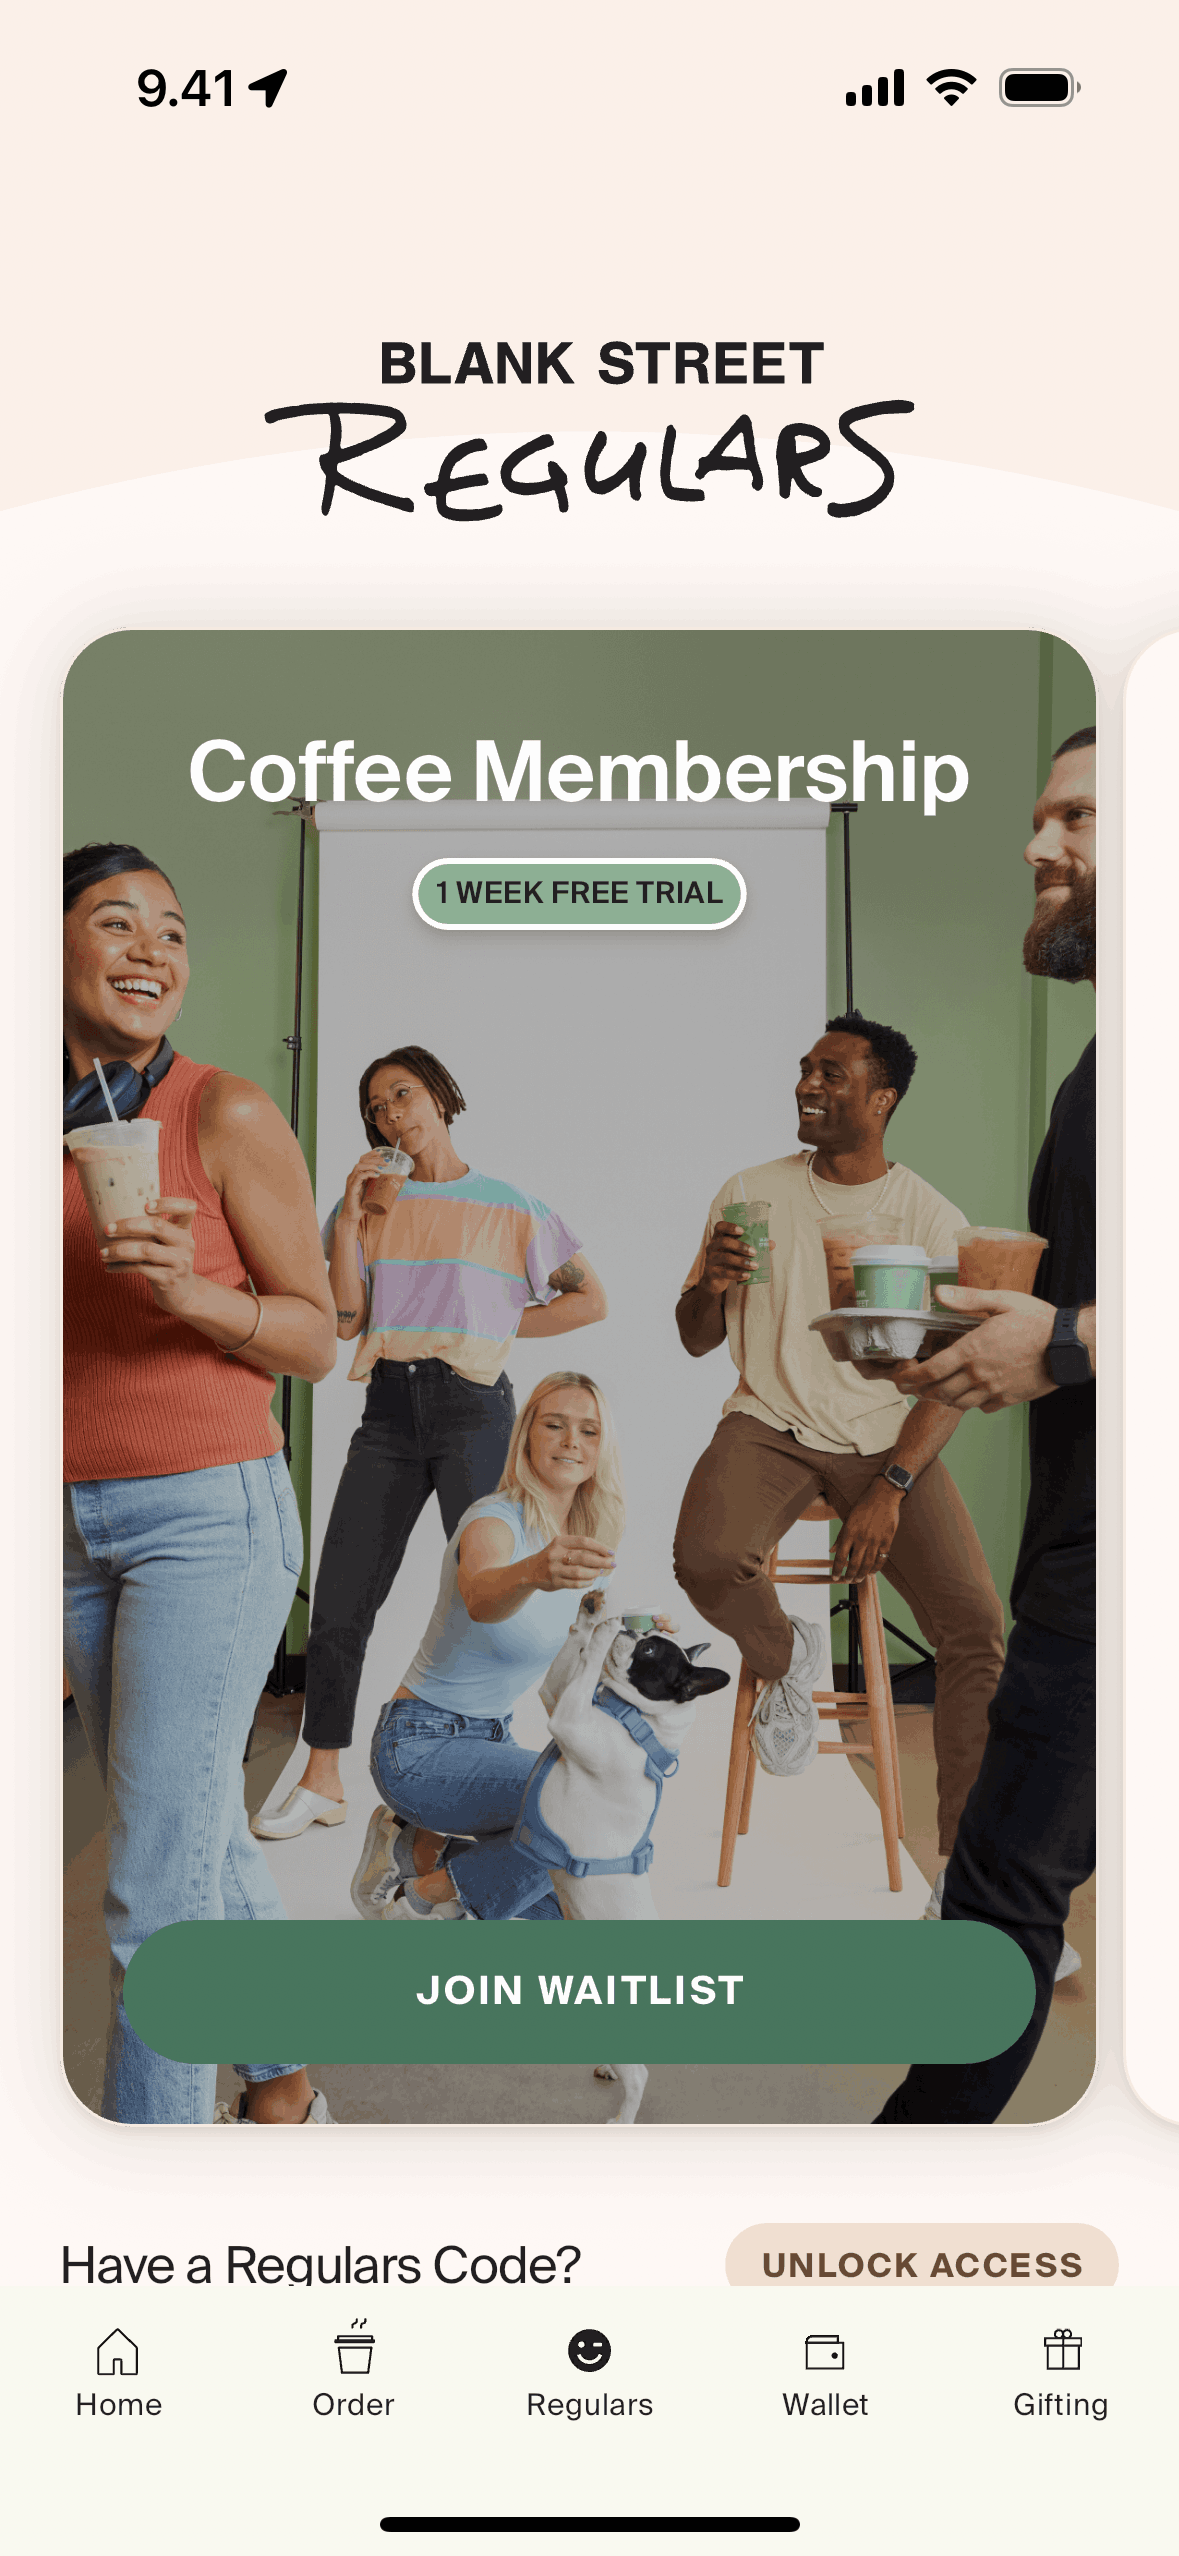 9.41
BLANK STREET
REGULARS
Coffee Membership
1 WEEK FREE TRIAL
JOIN WAITLIST
Have a Regulars Code?
UNLOCK ACCESS
Home
Order
Regulars
Wallet
Gifting